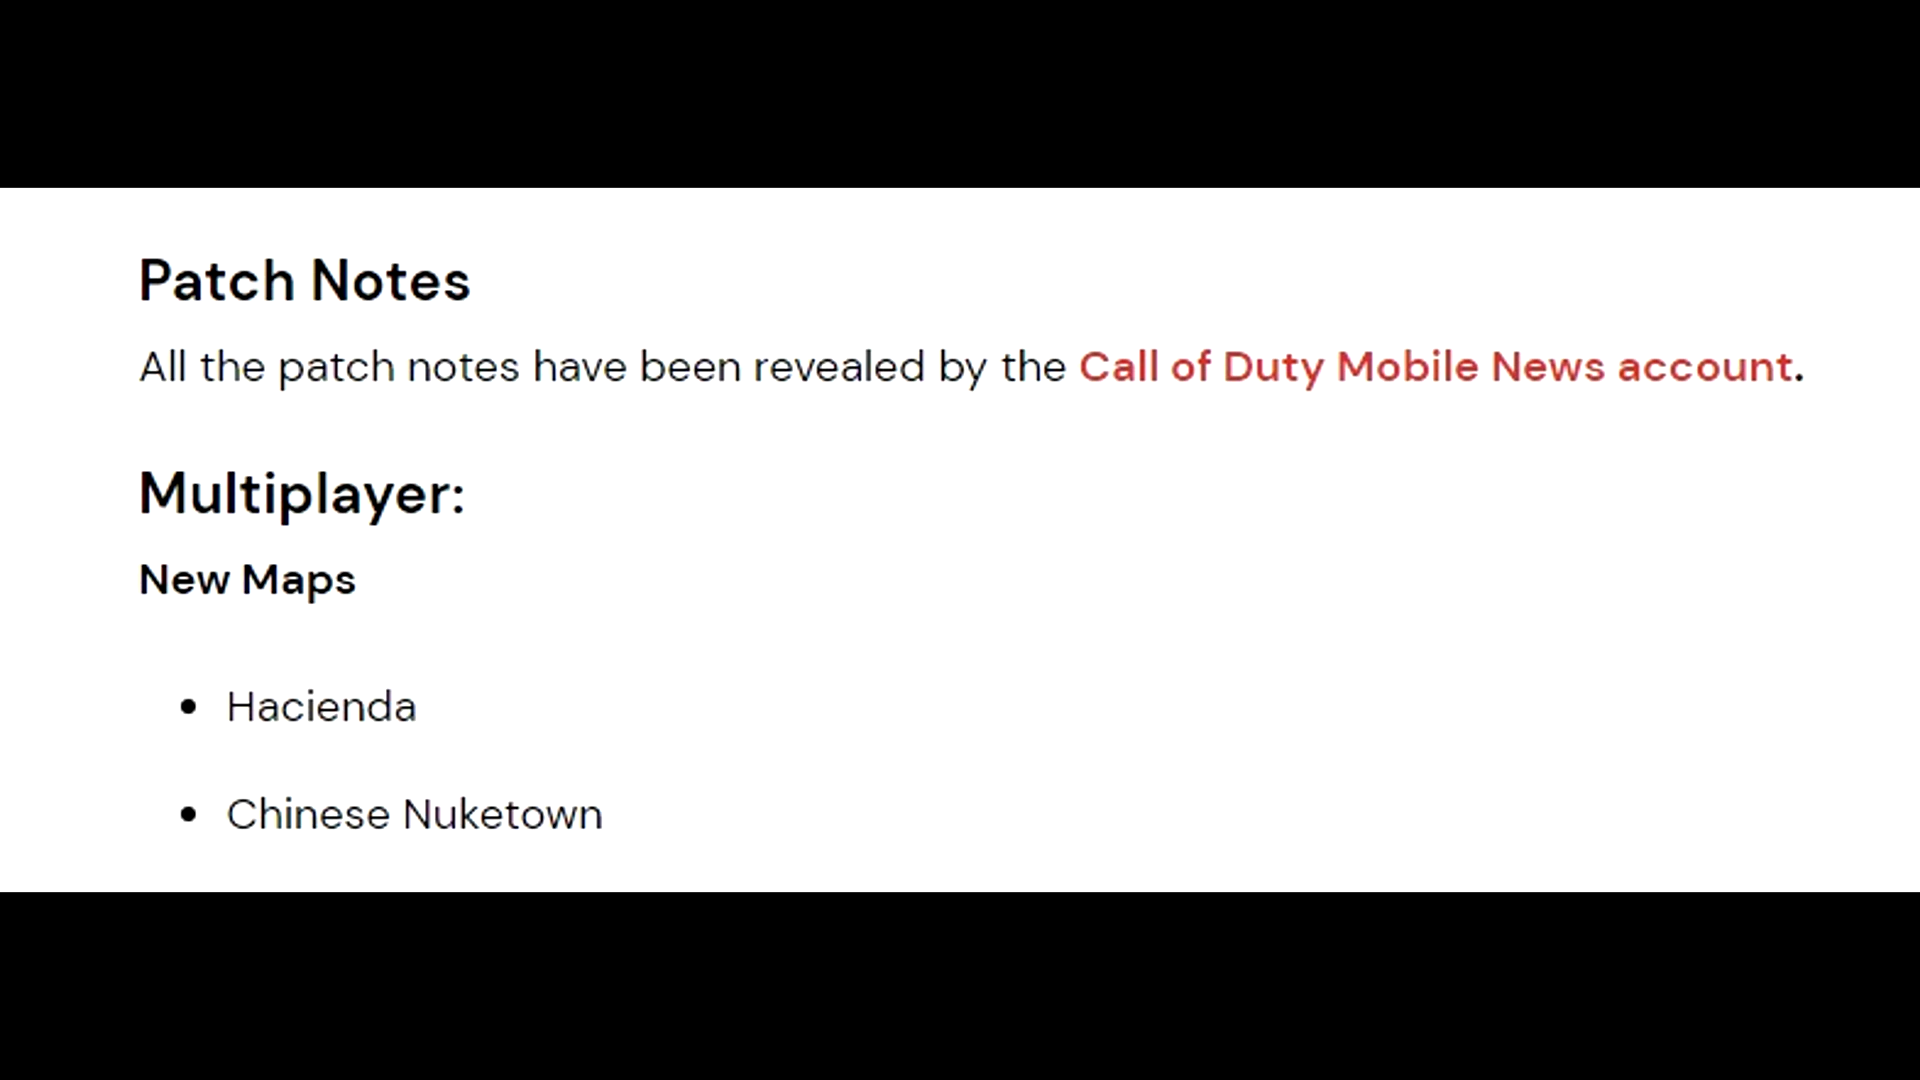 Patch Notes
All the patch notes have been revealed by the Call of Duty Mobile News account.
Multiplayer:
New Maps
Hacienda
Chinese Nuketown